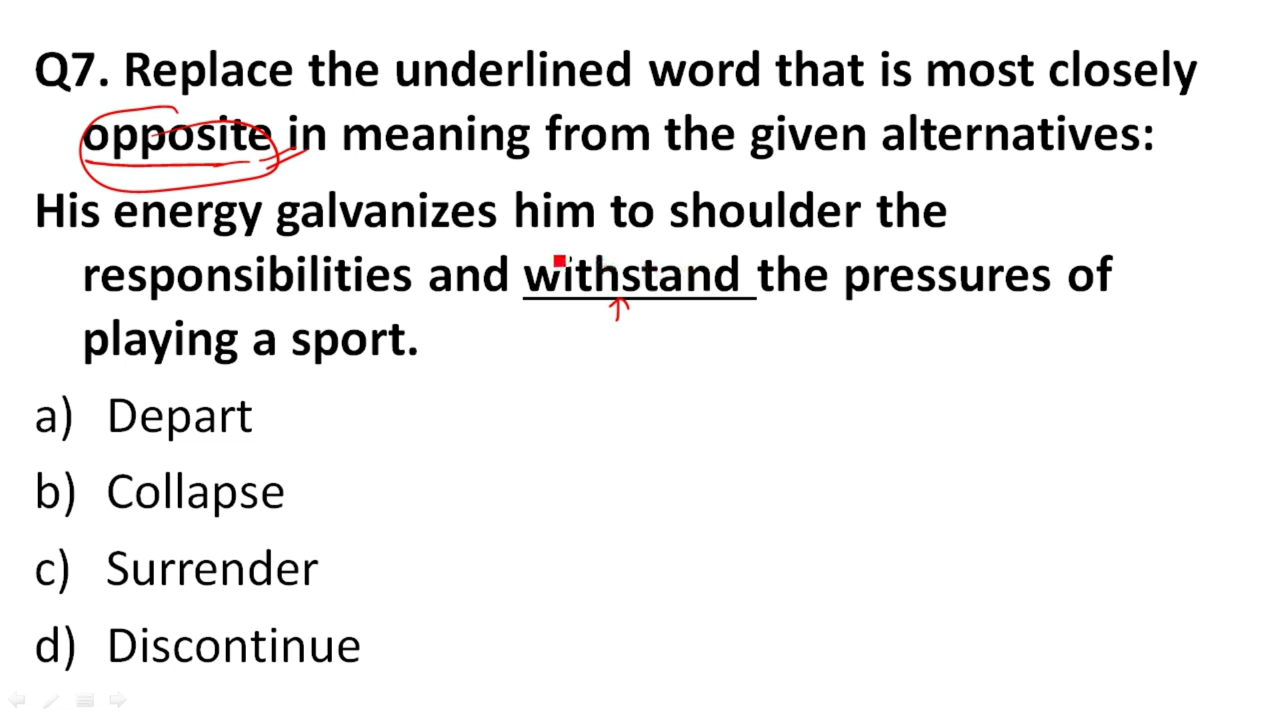 Q7. Replace the underlined word that is most closely
opposite in meaning from the given alternatives:
His energy galvanizes him to shoulder the
responsibilities and withstand the pressures of
playing a sport.
a) Depart
b) Collapse
c) Surrender
d) Discontinue